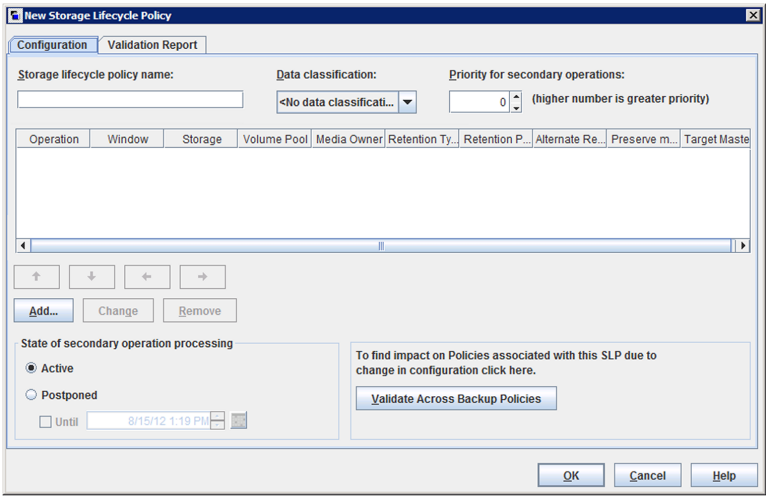 New Storage Lifecycle Policy
Configuration
Validation Report
Storage lifecycle policy name:
Data classification:
Priority for secondary operations:
<No data classificati...
0
(higher number is greater priority)
Operation Window Storage Volume Pool Media Owner Retention Ty... Retention P... Alternate Re... Preserve m... Target Maste
Add...
Change
Remove
State of secondary operation processing
Active
Postponed
Until
8/15/12 1:19 PM
To find impact on Policies associated with this SLP due to
change in configuration click here.
Validate Across Backup Policies
OK
Cancel
Help